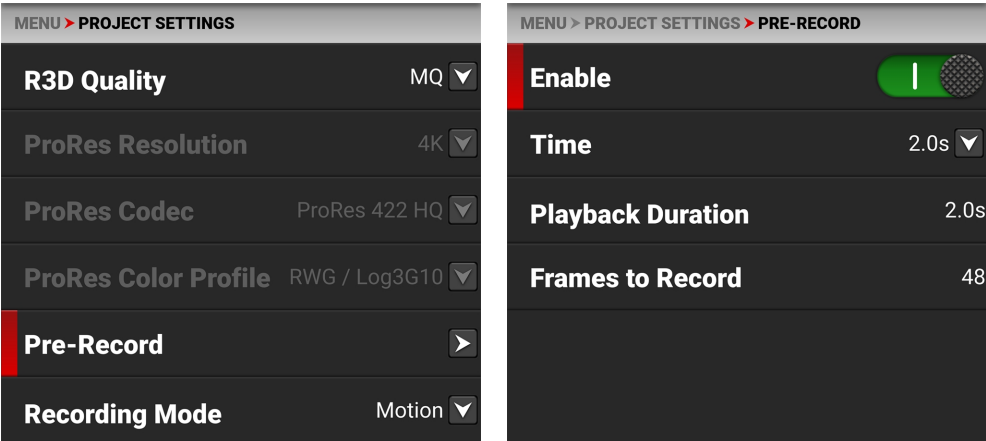 MENU > PROJECT SETTINGS
R3D Quality MQ
ProRes Resolution 4K
ProRes Codec ProRes 422 HQ
ProRes Color Profile RWG / Log3G10
Pre-Record
Recording Mode Motion
MENU > PROJECT SETTINGS > PRE-RECORD
Enable
Time 2.0s
Playback Duration 2.0s
Frames to Record 48